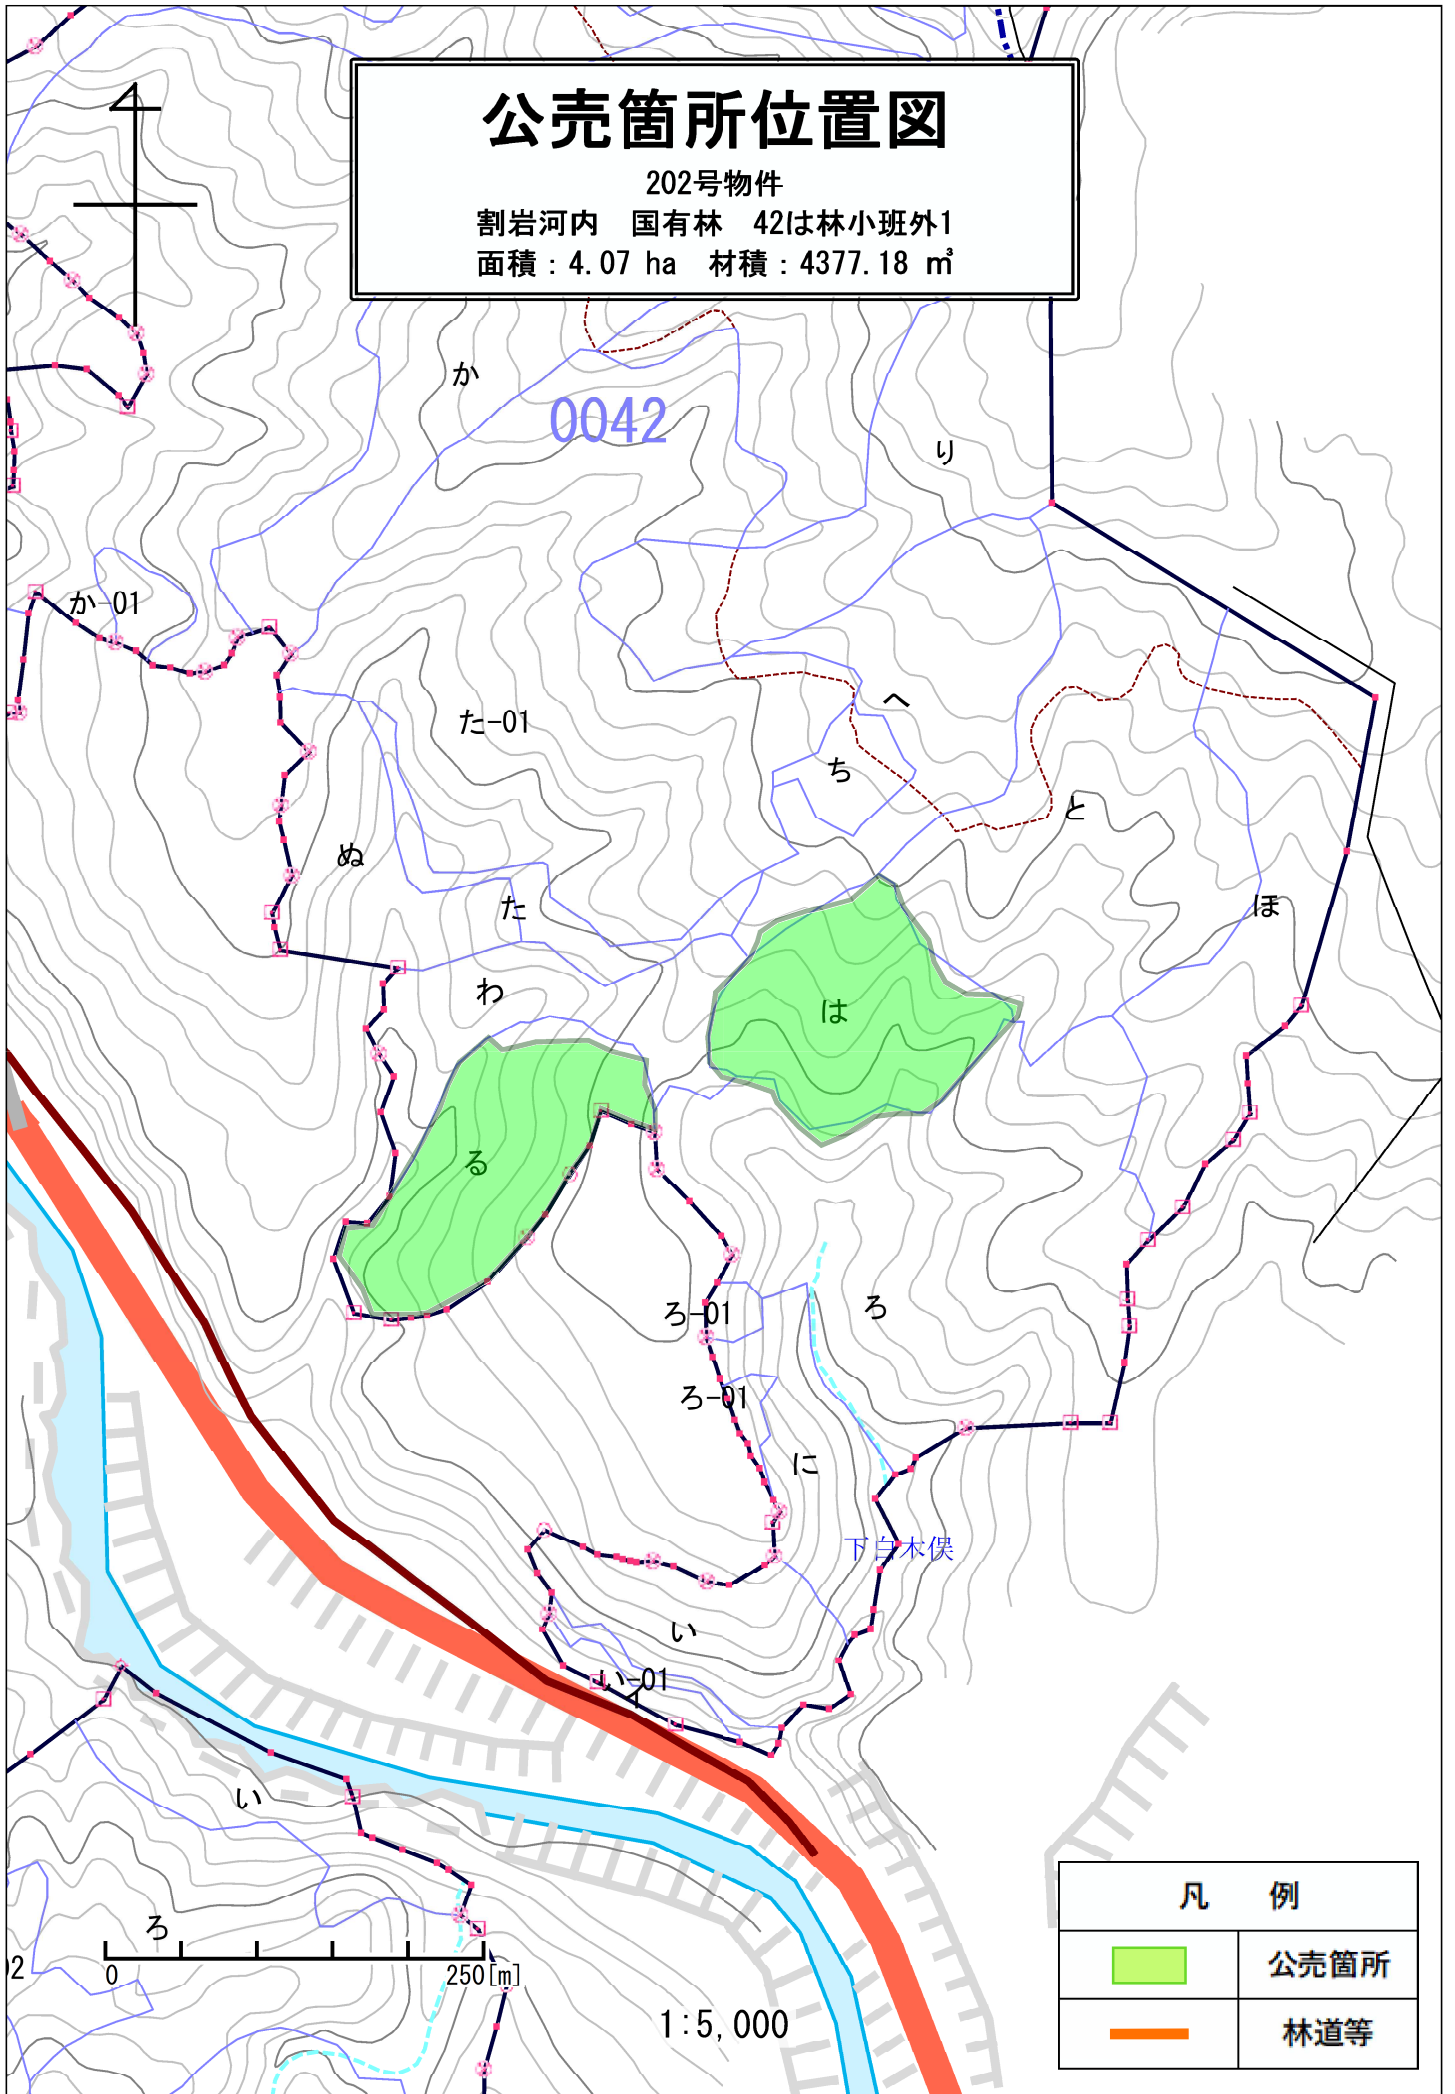 公売箇所位置図
202号物件
割岩河内　国有林　42は林小班外1
面積：4.07 ha　材積：4377.18 ㎥
か
0042
り
か-01
た-01
へ
ち
と
ぬ
た
ほ
わ
は
る
ろ-01
ろ
ろ-01
に
下白木俣
い
い-01
イ
い
ろ
02
0
250[m]
1:5,000
凡　例
公売箇所
林道等